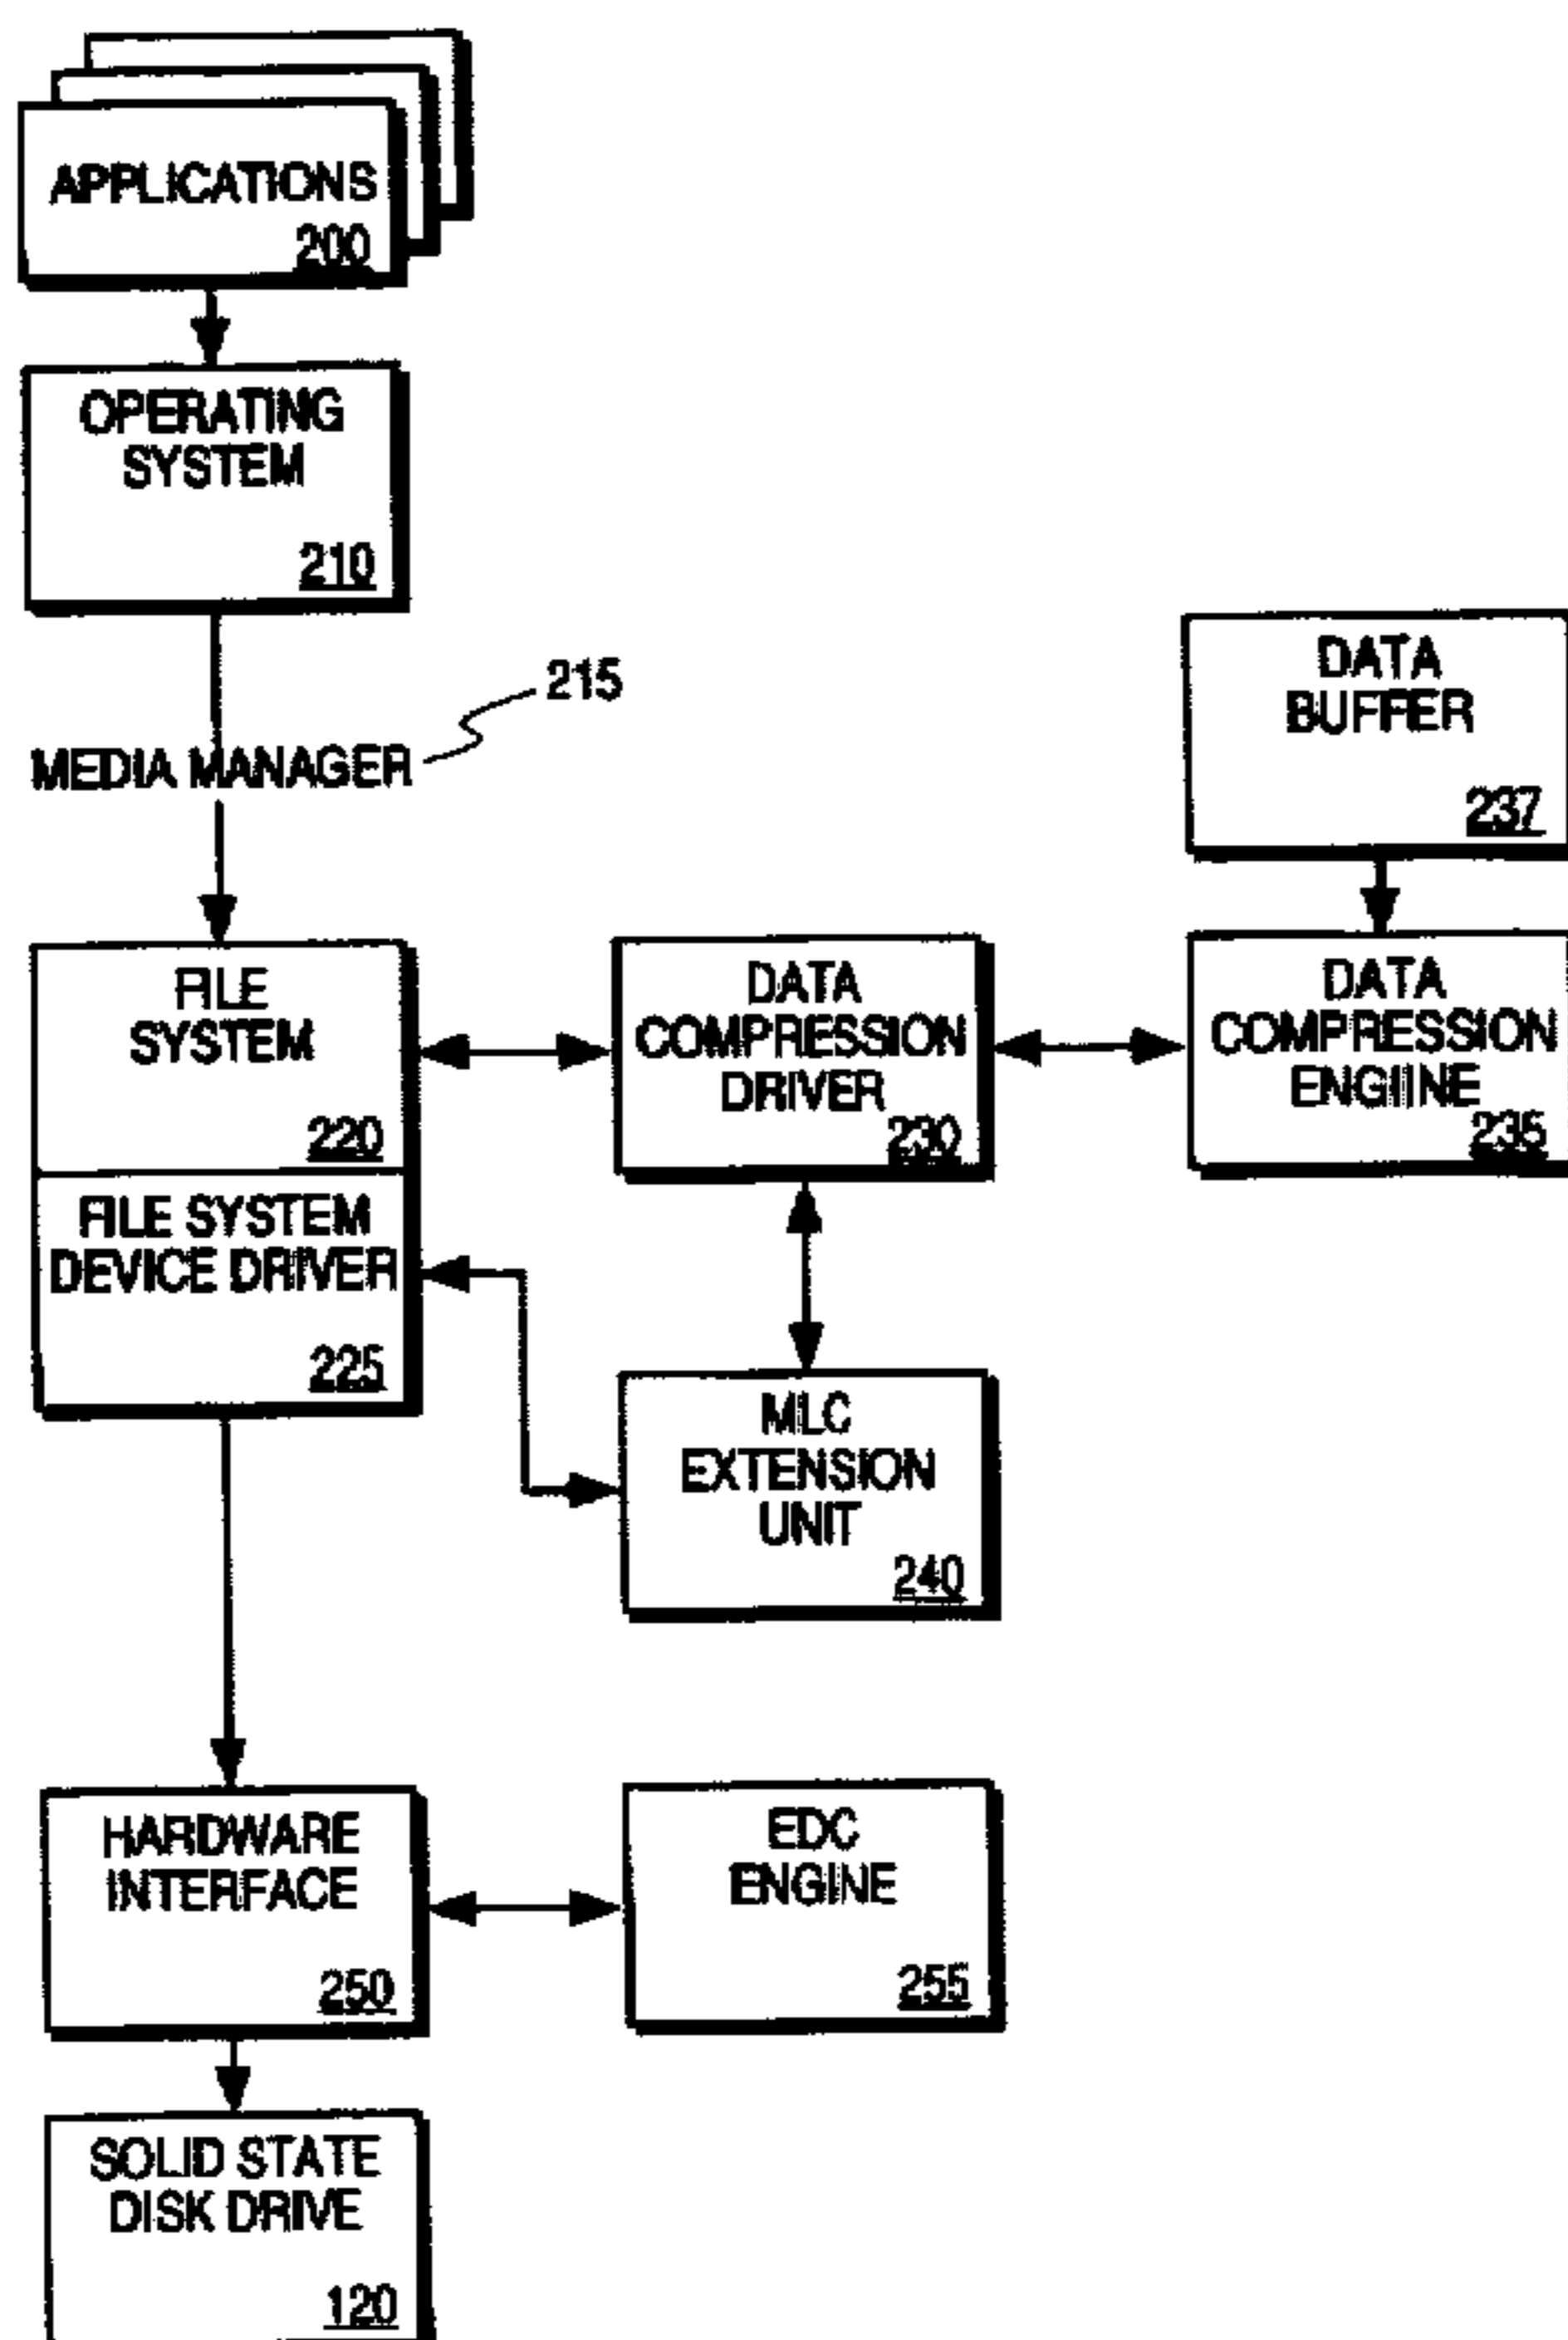 APPLICATIONS
200
OPERATING
SYSTEM
210
215
MEDIA MANAGER
DATA
BUFFER
237
FILE
SYSTEM
220
DATA
COMPRESSION
DRIVER
230
DATA
COMPRESSION
ENGIINE
235
FILE SYSTEM
DEVICE DRIVER
225
MLC
EXTENSION
UNIT
240
HARDWARE
INTERFACE
250
EDC
ENGINE
255
SOLID STATE
DISK DRIVE
120